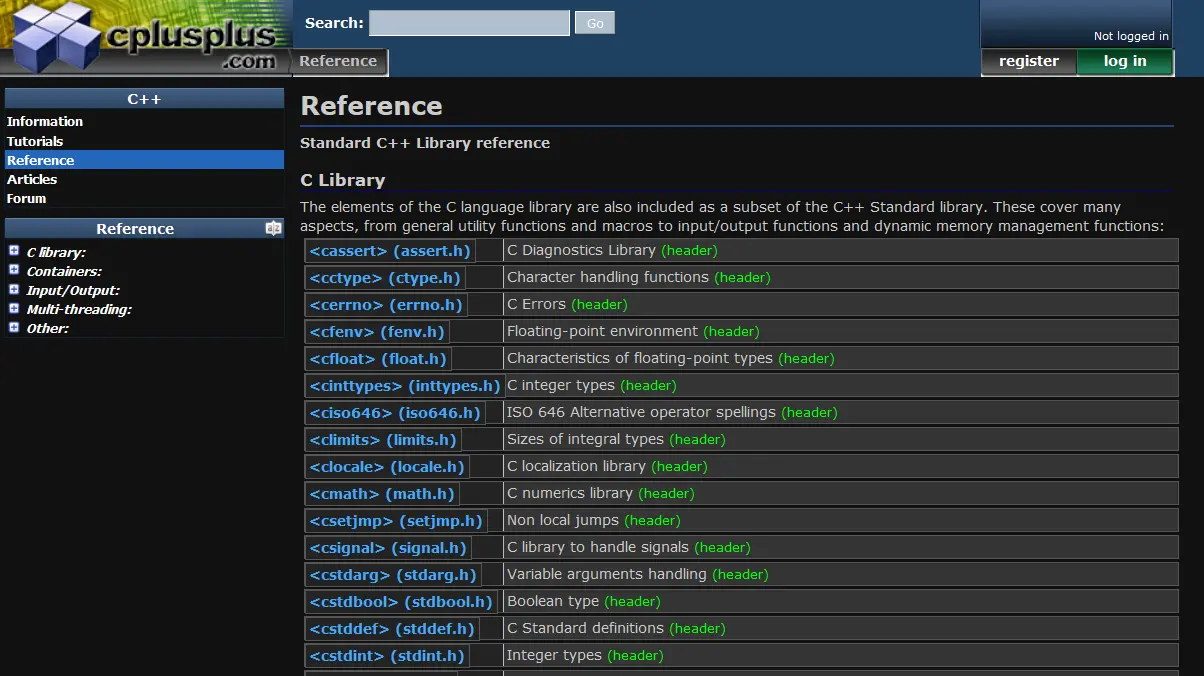 cplusplus
.com
Search:
Go
Not logged in
Reference
register
log in
C++
Information
Tutorials
Reference
Articles
Forum
Reference
C library:
Containers:
Input/Output:
Multi-threading:
Other:
Reference
Standard C++ Library reference
C Library
The elements of the C language library are also included as a subset of the C++ Standard library. These cover many
aspects, from general utility functions and macros to input/output functions and dynamic memory management functions:
<cassert> (assert.h) C Diagnostics Library (header)
<cctype> (ctype.h) Character handling functions (header)
<cerrno> (errno.h) C Errors (header)
<cfenv> (fenv.h) Floating-point environment (header)
<cfloat> (float.h) Characteristics of floating-point types (header)
<cinttypes> (inttypes.h) C integer types (header)
<ciso646> (iso646.h) ISO 646 Alternative operator spellings (header)
<climits> (limits.h) Sizes of integral types (header)
<clocale> (locale.h) C localization library (header)
<cmath> (math.h) C numerics library (header)
<csetjmp> (setjmp.h) Non local jumps (header)
<csignal> (signal.h) C library to handle signals (header)
<cstdarg> (stdarg.h) Variable arguments handling (header)
<cstdbool> (stdbool.h) Boolean type (header)
<cstddef> (stddef.h) C Standard definitions (header)
<cstdint> (stdint.h) Integer types (header)